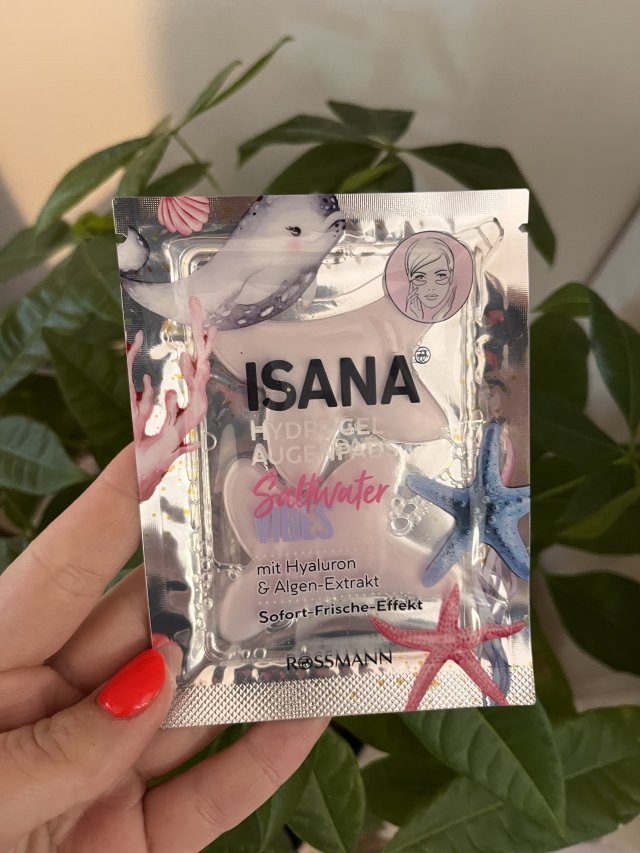 ISANA
HYDROGEL
AUGENPADS
Saltwater
VIBES
mit Hyaluron
& Algen-Extrakt
Sofort-Frische-Effekt
ROSSMANN